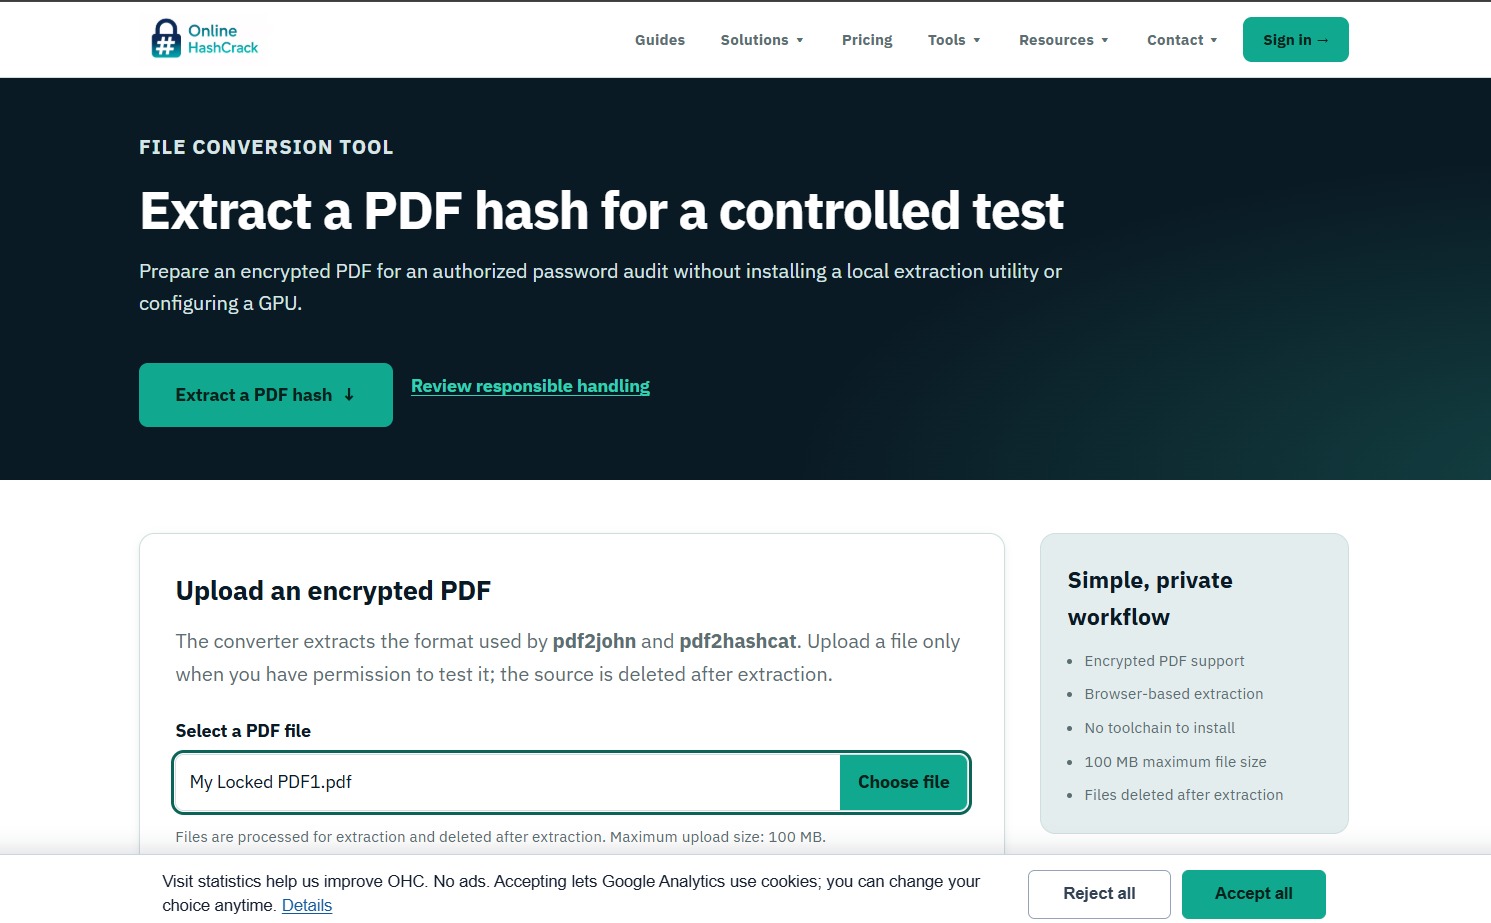 Online
HashCrack
Guides Solutions Pricing Tools Resources Contact Sign in →
FILE CONVERSION TOOL
Extract a PDF hash for a controlled test
Prepare an encrypted PDF for an authorized password audit without installing a local extraction utility or
configuring a GPU.
Extract a PDF hash ↓
Review responsible handling
Upload an encrypted PDF
The converter extracts the format used by pdf2john and pdf2hashcat. Upload a file only
when you have permission to test it; the source is deleted after extraction.
Select a PDF file
My Locked PDF1.pdf
Choose file
Files are processed for extraction and deleted after extraction. Maximum upload size: 100 MB.
Simple, private
workflow
Encrypted PDF support
Browser-based extraction
No toolchain to install
100 MB maximum file size
Files deleted after extraction
Visit statistics help us improve OHC. No ads. Accepting lets Google Analytics use cookies; you can change your
choice anytime. Details
Reject all
Accept all